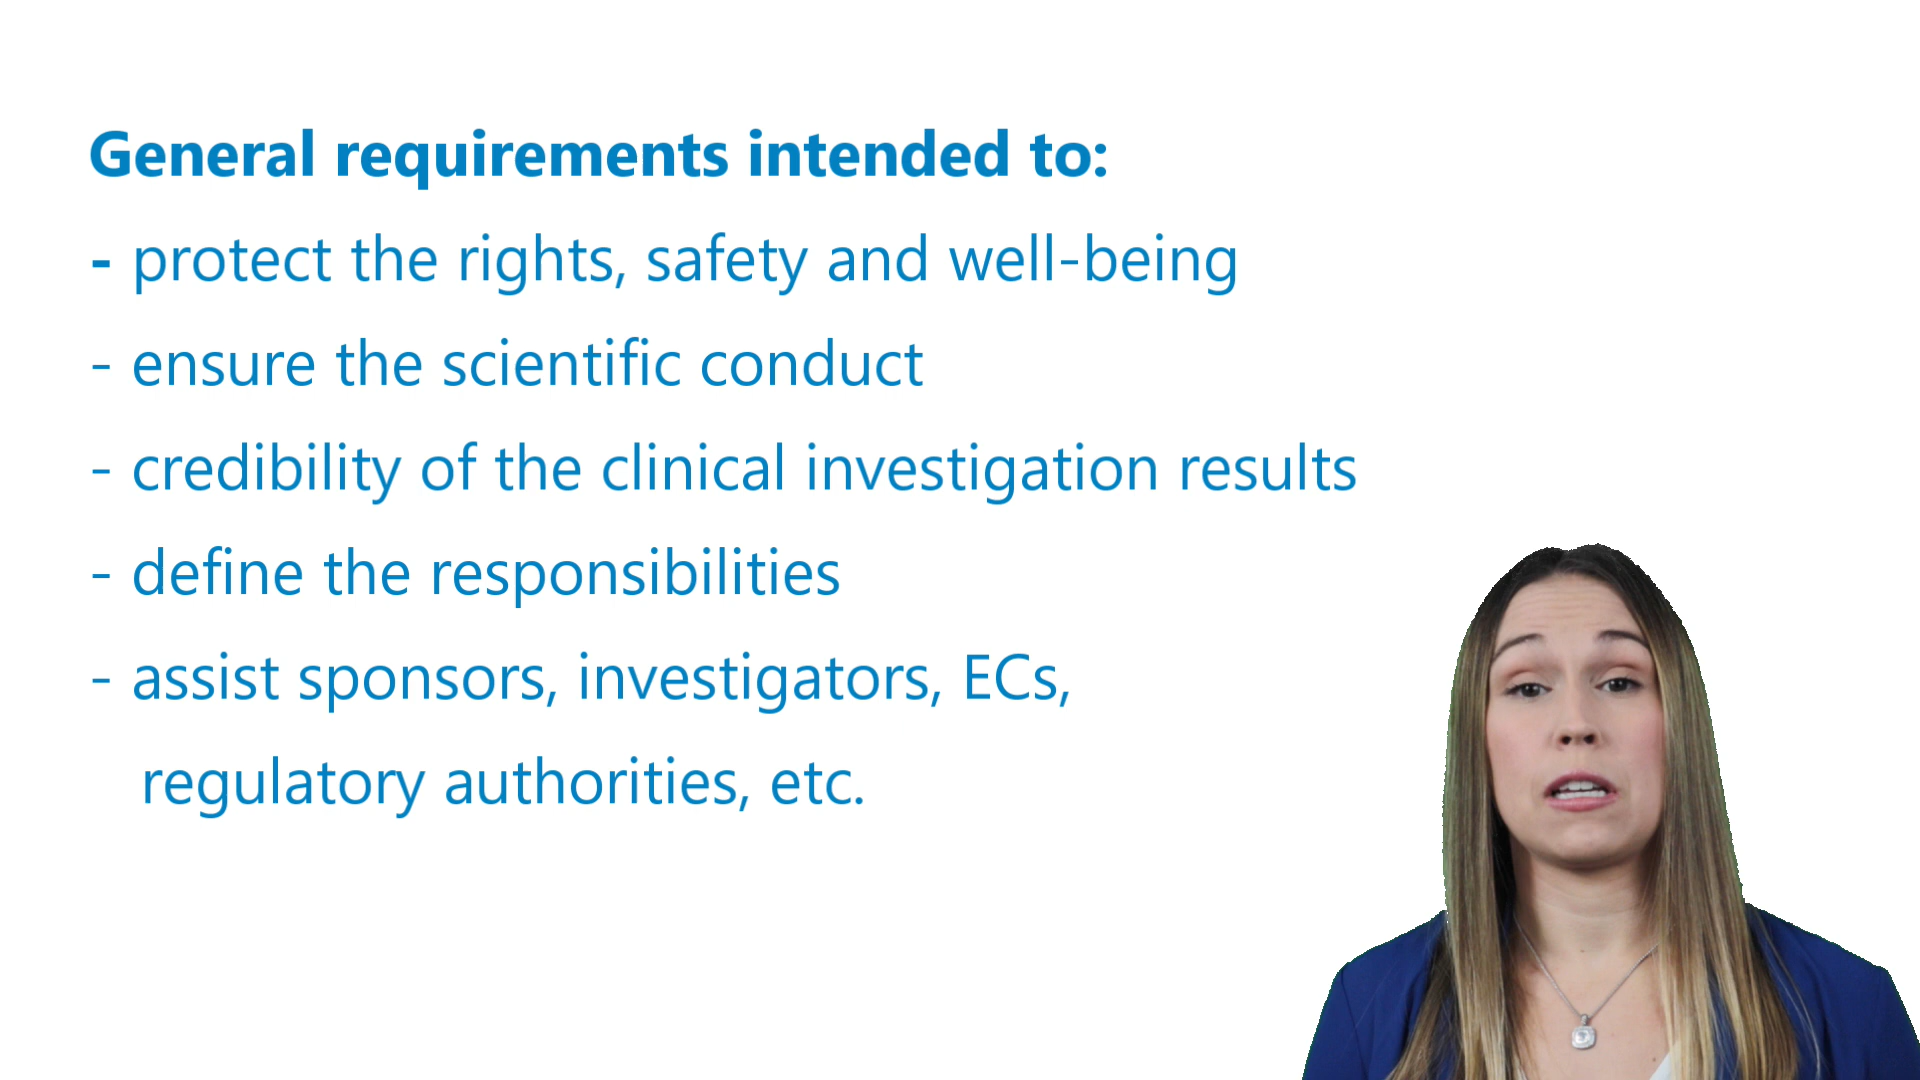 General requirements intended to:
- protect the rights, safety and well-being
- ensure the scientific conduct
- credibility of the clinical investigation results
- define the responsibilities
- assist sponsors, investigators, ECs,
regulatory authorities, etc.